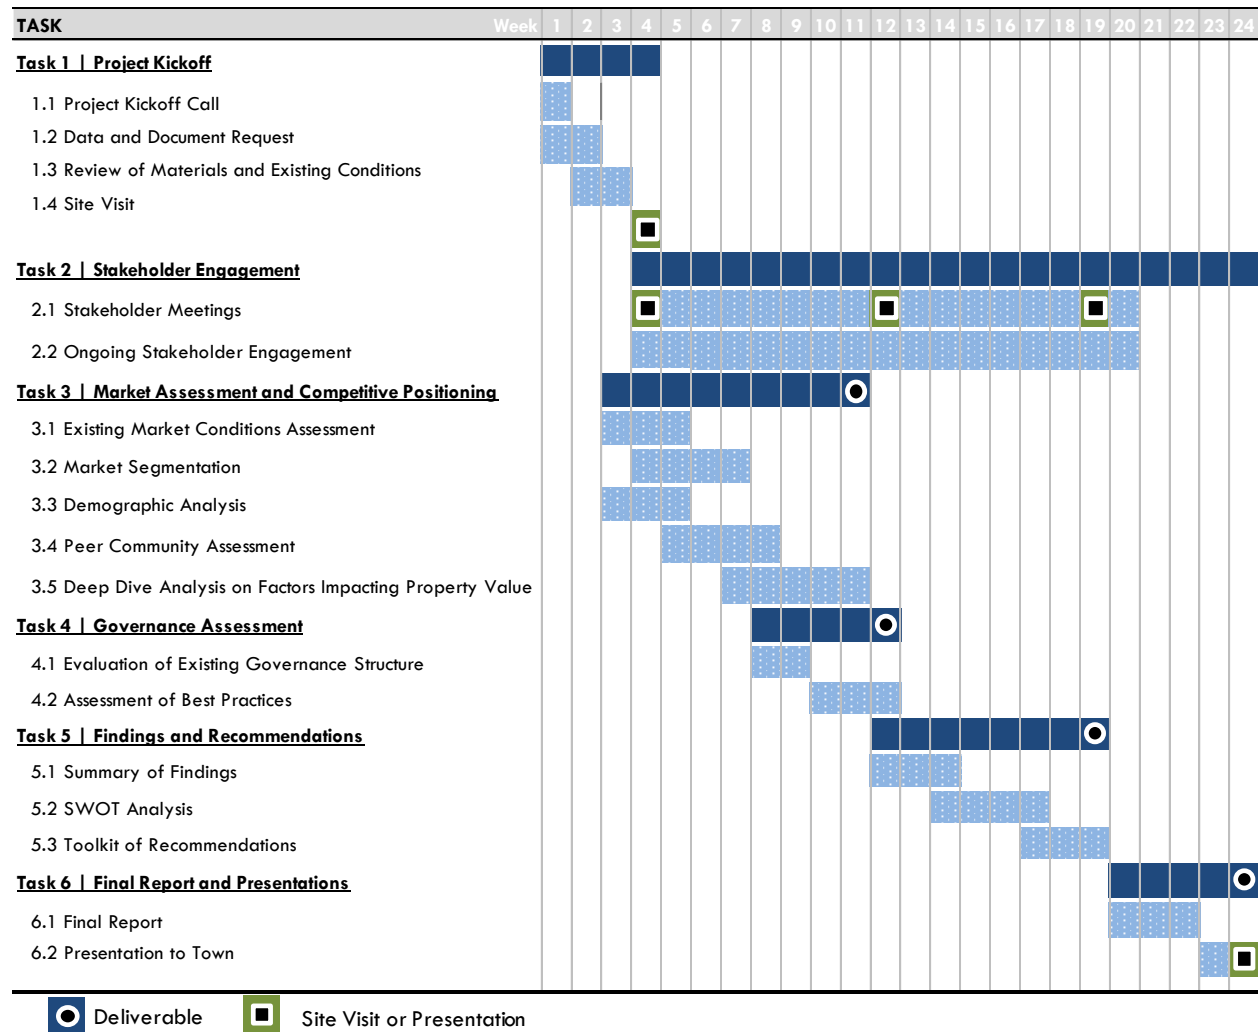 TASK Week 1 2 3 4 5 6 7 8 9 10 11 12 13 14 15 16 17 18 19 20 21 22 23 24
Task 1 | Project Kickoff
1.1 Project Kickoff Call
1.2 Data and Document Request
1.3 Review of Materials and Existing Conditions
1.4 Site Visit
Task 2 | Stakeholder Engagement
2.1 Stakeholder Meetings
2.2 Ongoing Stakeholder Engagement
Task 3 | Market Assessment and Competitive Positioning
3.1 Existing Market Conditions Assessment
3.2 Market Segmentation
3.3 Demographic Analysis
3.4 Peer Community Assessment
3.5 Deep Dive Analysis on Factors Impacting Property Value
Task 4 | Governance Assessment
4.1 Evaluation of Existing Governance Structure
4.2 Assessment of Best Practices
Task 5 | Findings and Recommendations
5.1 Summary of Findings
5.2 SWOT Analysis
5.3 Toolkit of Recommendations
Task 6 | Final Report and Presentations
6.1 Final Report
6.2 Presentation to Town
Deliverable Site Visit or Presentation